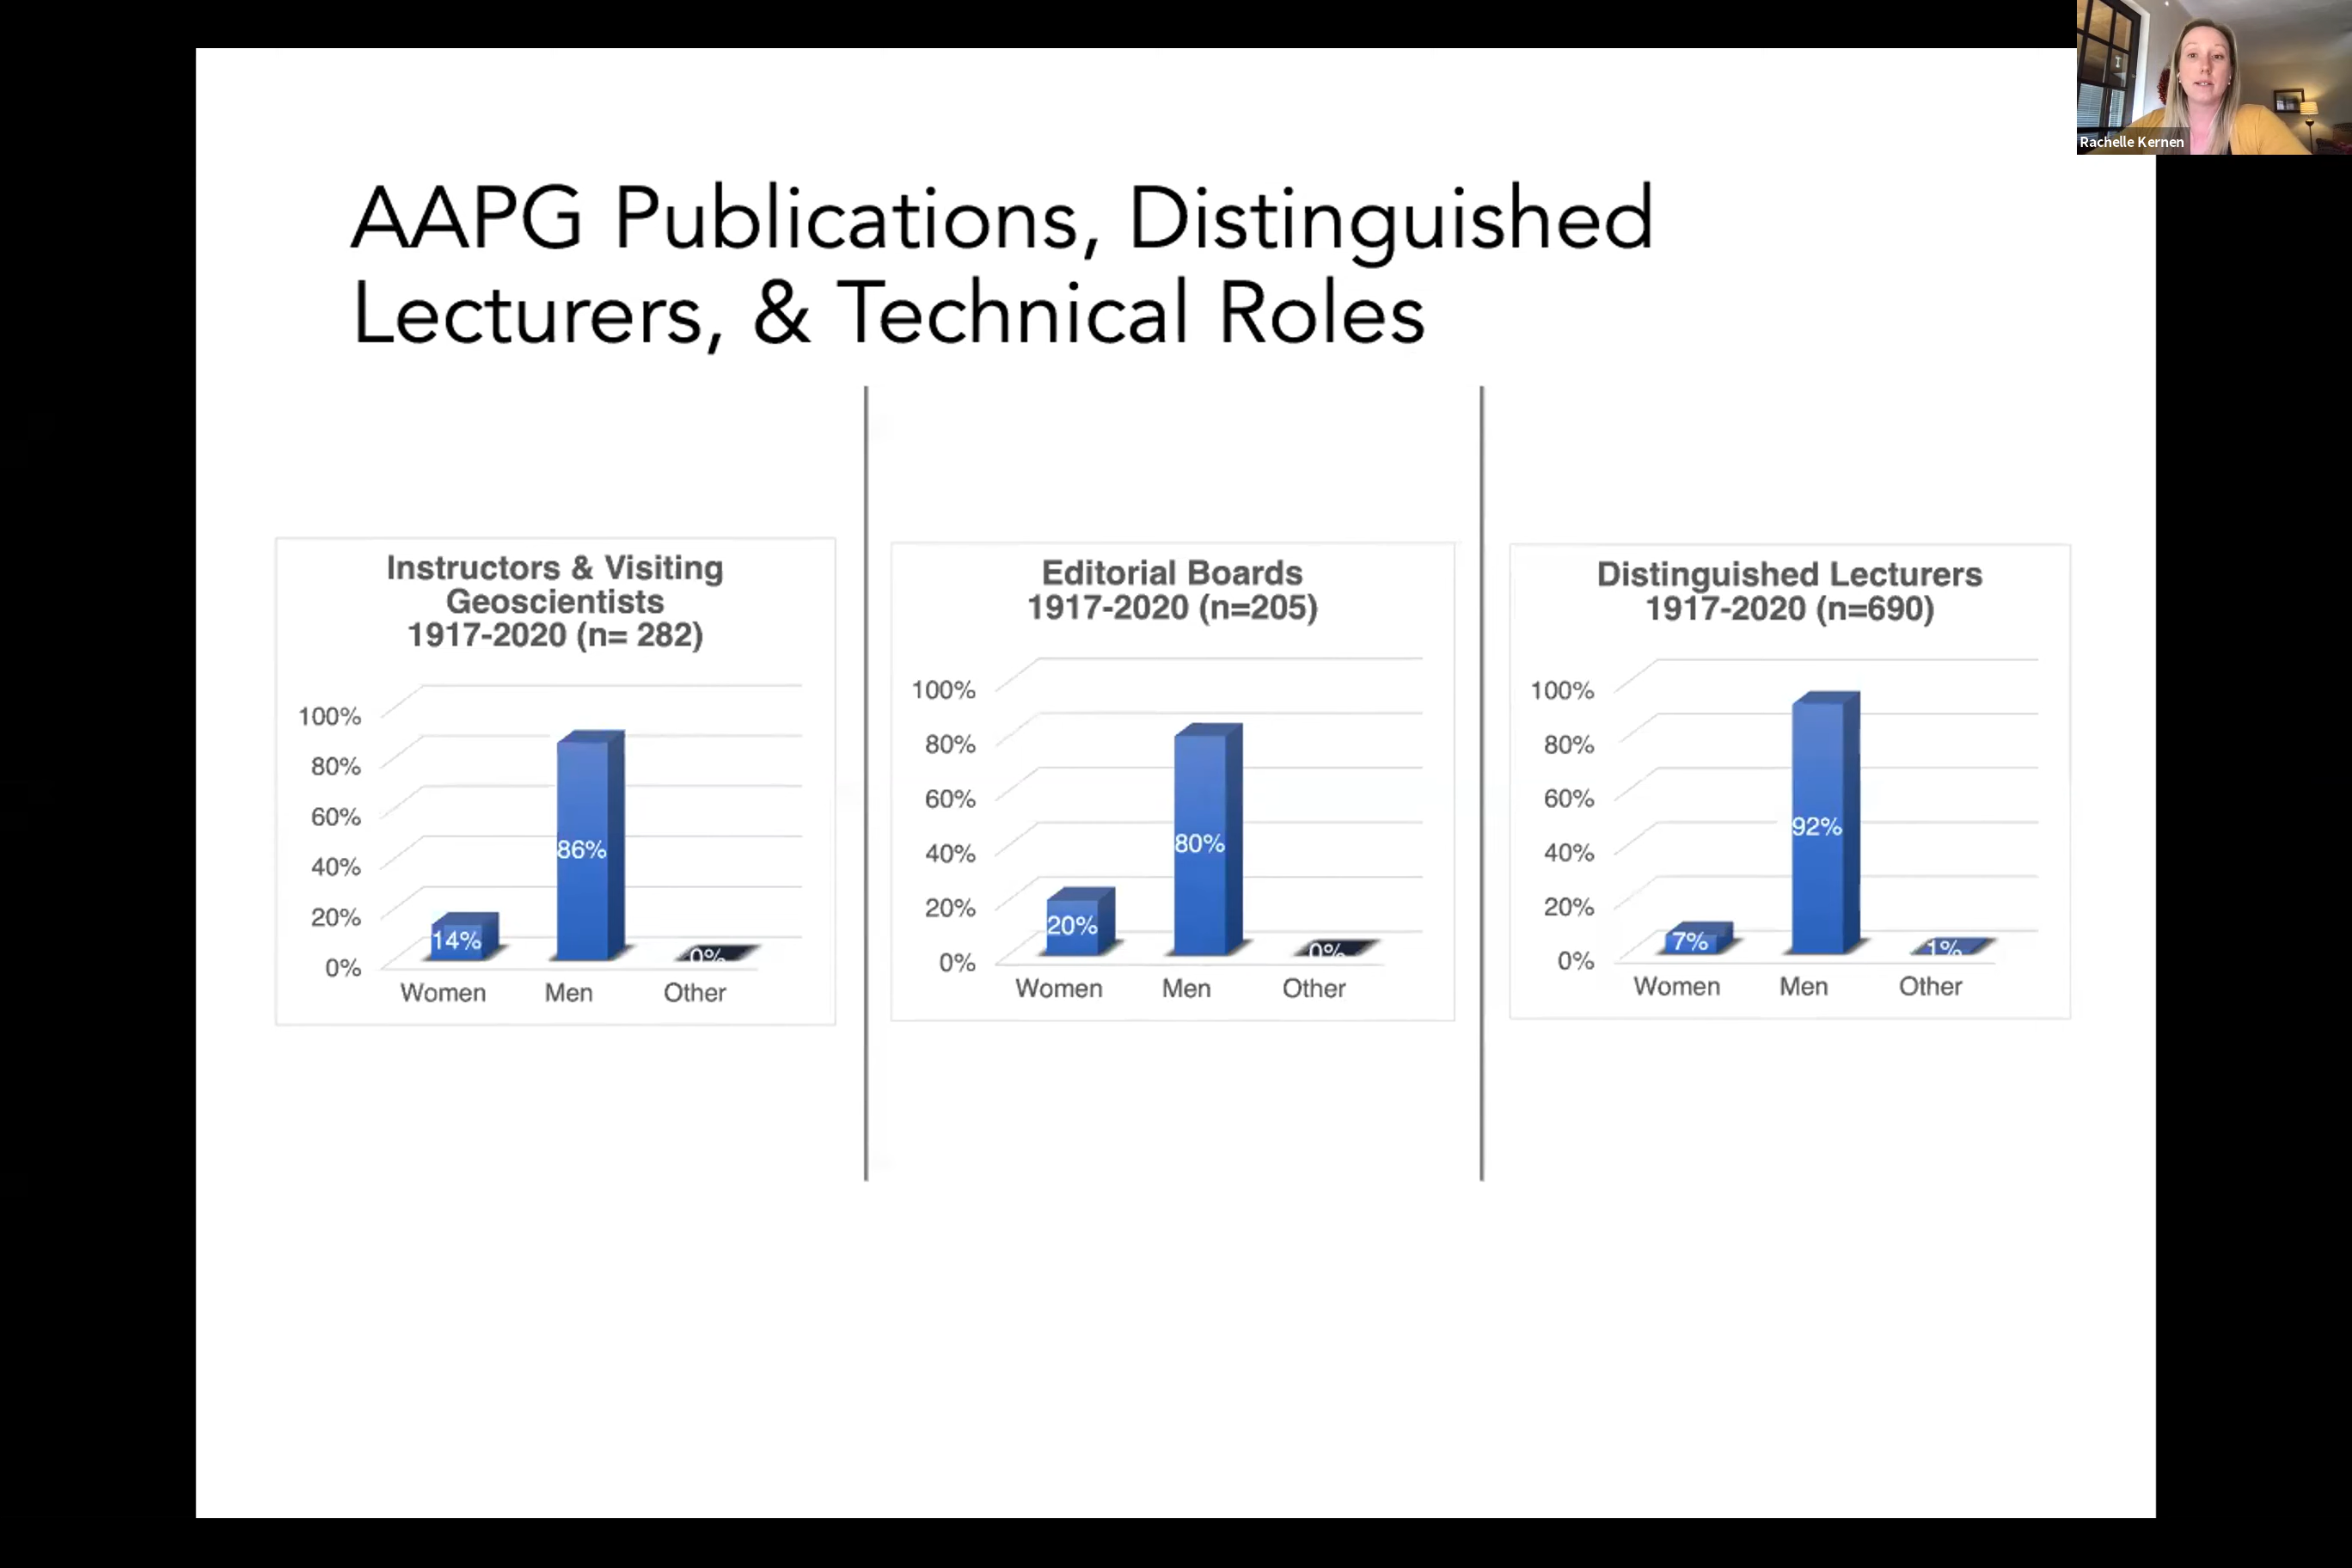 Rachelle Kernen
AAPG Publications, Distinguished
Lecturers, & Technical Roles
Instructors & Visiting
Geoscientists
1917-2020 (n= 282)
100%
80%
60%
40%
20%
0%
14%
86%
0%
Women
Men
Other
Editorial Boards
1917-2020 (n=205)
100%
80%
60%
40%
20%
0%
20%
80%
0%
Women
Men
Other
Distinguished Lecturers
1917-2020 (n=690)
100%
80%
60%
40%
20%
0%
7%
92%
1%
Women
Men
Other